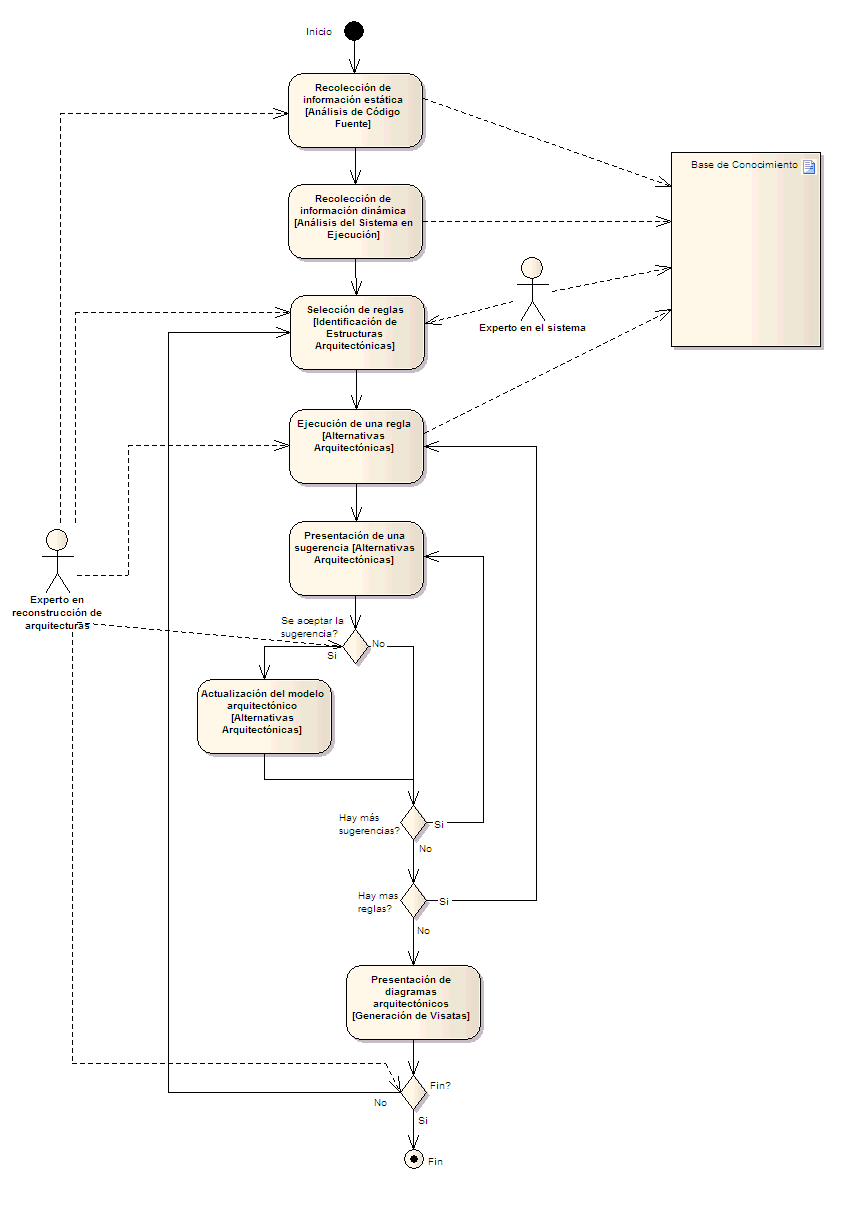 Inicio
Recolección de
información estática
[Análisis de Código
Fuente]
Base de Conocimiento
Recolección de
información dinámica
[Análisis del Sistema en
Ejecución]
Selección de reglas
[Identificación de
Estructuras
Arquitectónicas]
Experto en el sistema
Ejecución de una regla
[Alternativas
Arquitectónicas]
Presentación de una
sugerencia [Alternativas
Arquitectónicas]
Experto en
reconstrucción de
arquitecturas
Se aceptar la
sugerencia?
No
Si
Actualización del modelo
arquitectónico
[Alternativas
Arquitectónicas]
Hay más
sugerencias?
Si
No
Hay mas
reglas?
Si
No
Presentación de
diagramas
arquitectónicos
[Generación de Visatas]
Fin?
No
Si
Fin